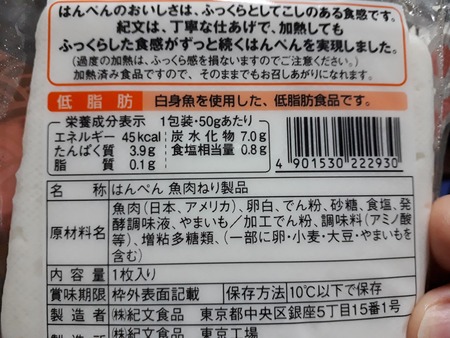 はんぺんのおいしさは、ふっくらとしてこしのある食感です。
紀文は、丁寧な仕あげで、加熱しても
ふっくらした食感がずっと続くはんぺんを実現しました。
(過度の加熱は、ふっくら感を損ないますのでご注意ください。)
加熱済み食品ですので、そのままでもお召しあがりになれます。
低脂肪 白身魚を使用した、低脂肪食品です。
栄養成分表示 1包装・50gあたり
エネルギー 45kcal 炭水化物 7.0g
たんぱく質 3.9g 食塩相当量 0.8g
脂質 0.1g
4901530222930
名称 はんぺん 魚肉ねり製品
原材料名 魚肉(日本、アメリカ)、卵白、でん粉、砂糖、食塩、発
酵調味液、やまいも/加工でん粉、調味料(アミノ酸
等)、増粘多糖類、(一部に卵・小麦・大豆・やまいもを
含む)
内容量 1枚入り
賞味期限 枠外表面記載 保存方法 10℃以下で保存
製造者 ㈱紀文食品 東京都中央区銀座5丁目15番1号
製造所 ㈱紀文食品 東京工場